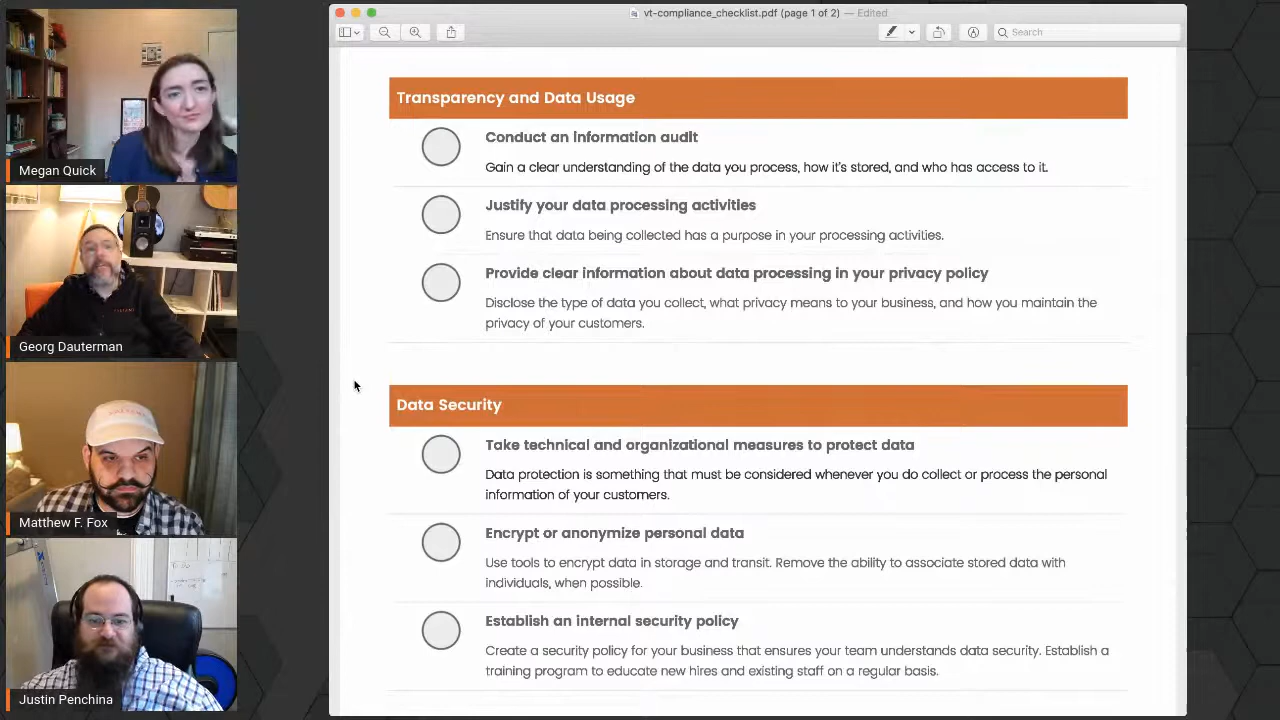 vt-compliance_checklist.pdf (page 1 of 2) — Edited
Search
Transparency and Data Usage
Conduct an information audit
Gain a clear understanding of the data you process, how it's stored, and who has access to it.
Justify your data processing activities
Ensure that data being collected has a purpose in your processing activities.
Provide clear information about data processing in your privacy policy
Disclose the type of data you collect, what privacy means to your business, and how you maintain the
privacy of your customers.
Data Security
Take technical and organizational measures to protect data
Data protection is something that must be considered whenever you do collect or process the personal
information of your customers.
Encrypt or anonymize personal data
Use tools to encrypt data in storage and transit. Remove the ability to associate stored data with
individuals, when possible.
Establish an internal security policy
Create a security policy for your business that ensures your team understands data security. Establish a
training program to educate new hires and existing staff on a regular basis.
Megan Quick
Georg Dauterman
Matthew F. Fox
Justin Penchina